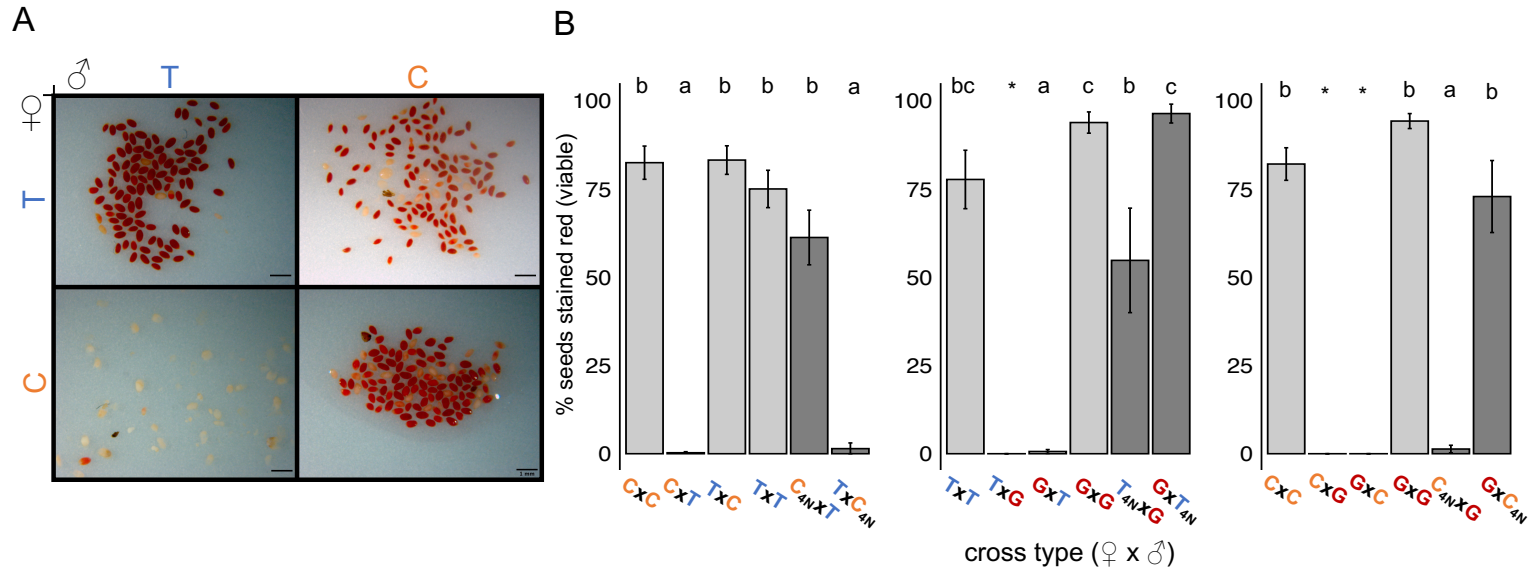 A
♂ T C
♀
T
C
1 mm
B
% seeds stained red (viable)
b a b b b a
100
75
50
25
0
CxC CxT TxC TxT C4NxT TxC4N
bc * a c b c
100
75
50
25
0
TxT TxG GxT GxG T4NxG GxT4N
b * * b a b
100
75
50
25
0
CxC CxG GxC GxG C4NxG GxC4N
cross type (♀ x ♂)